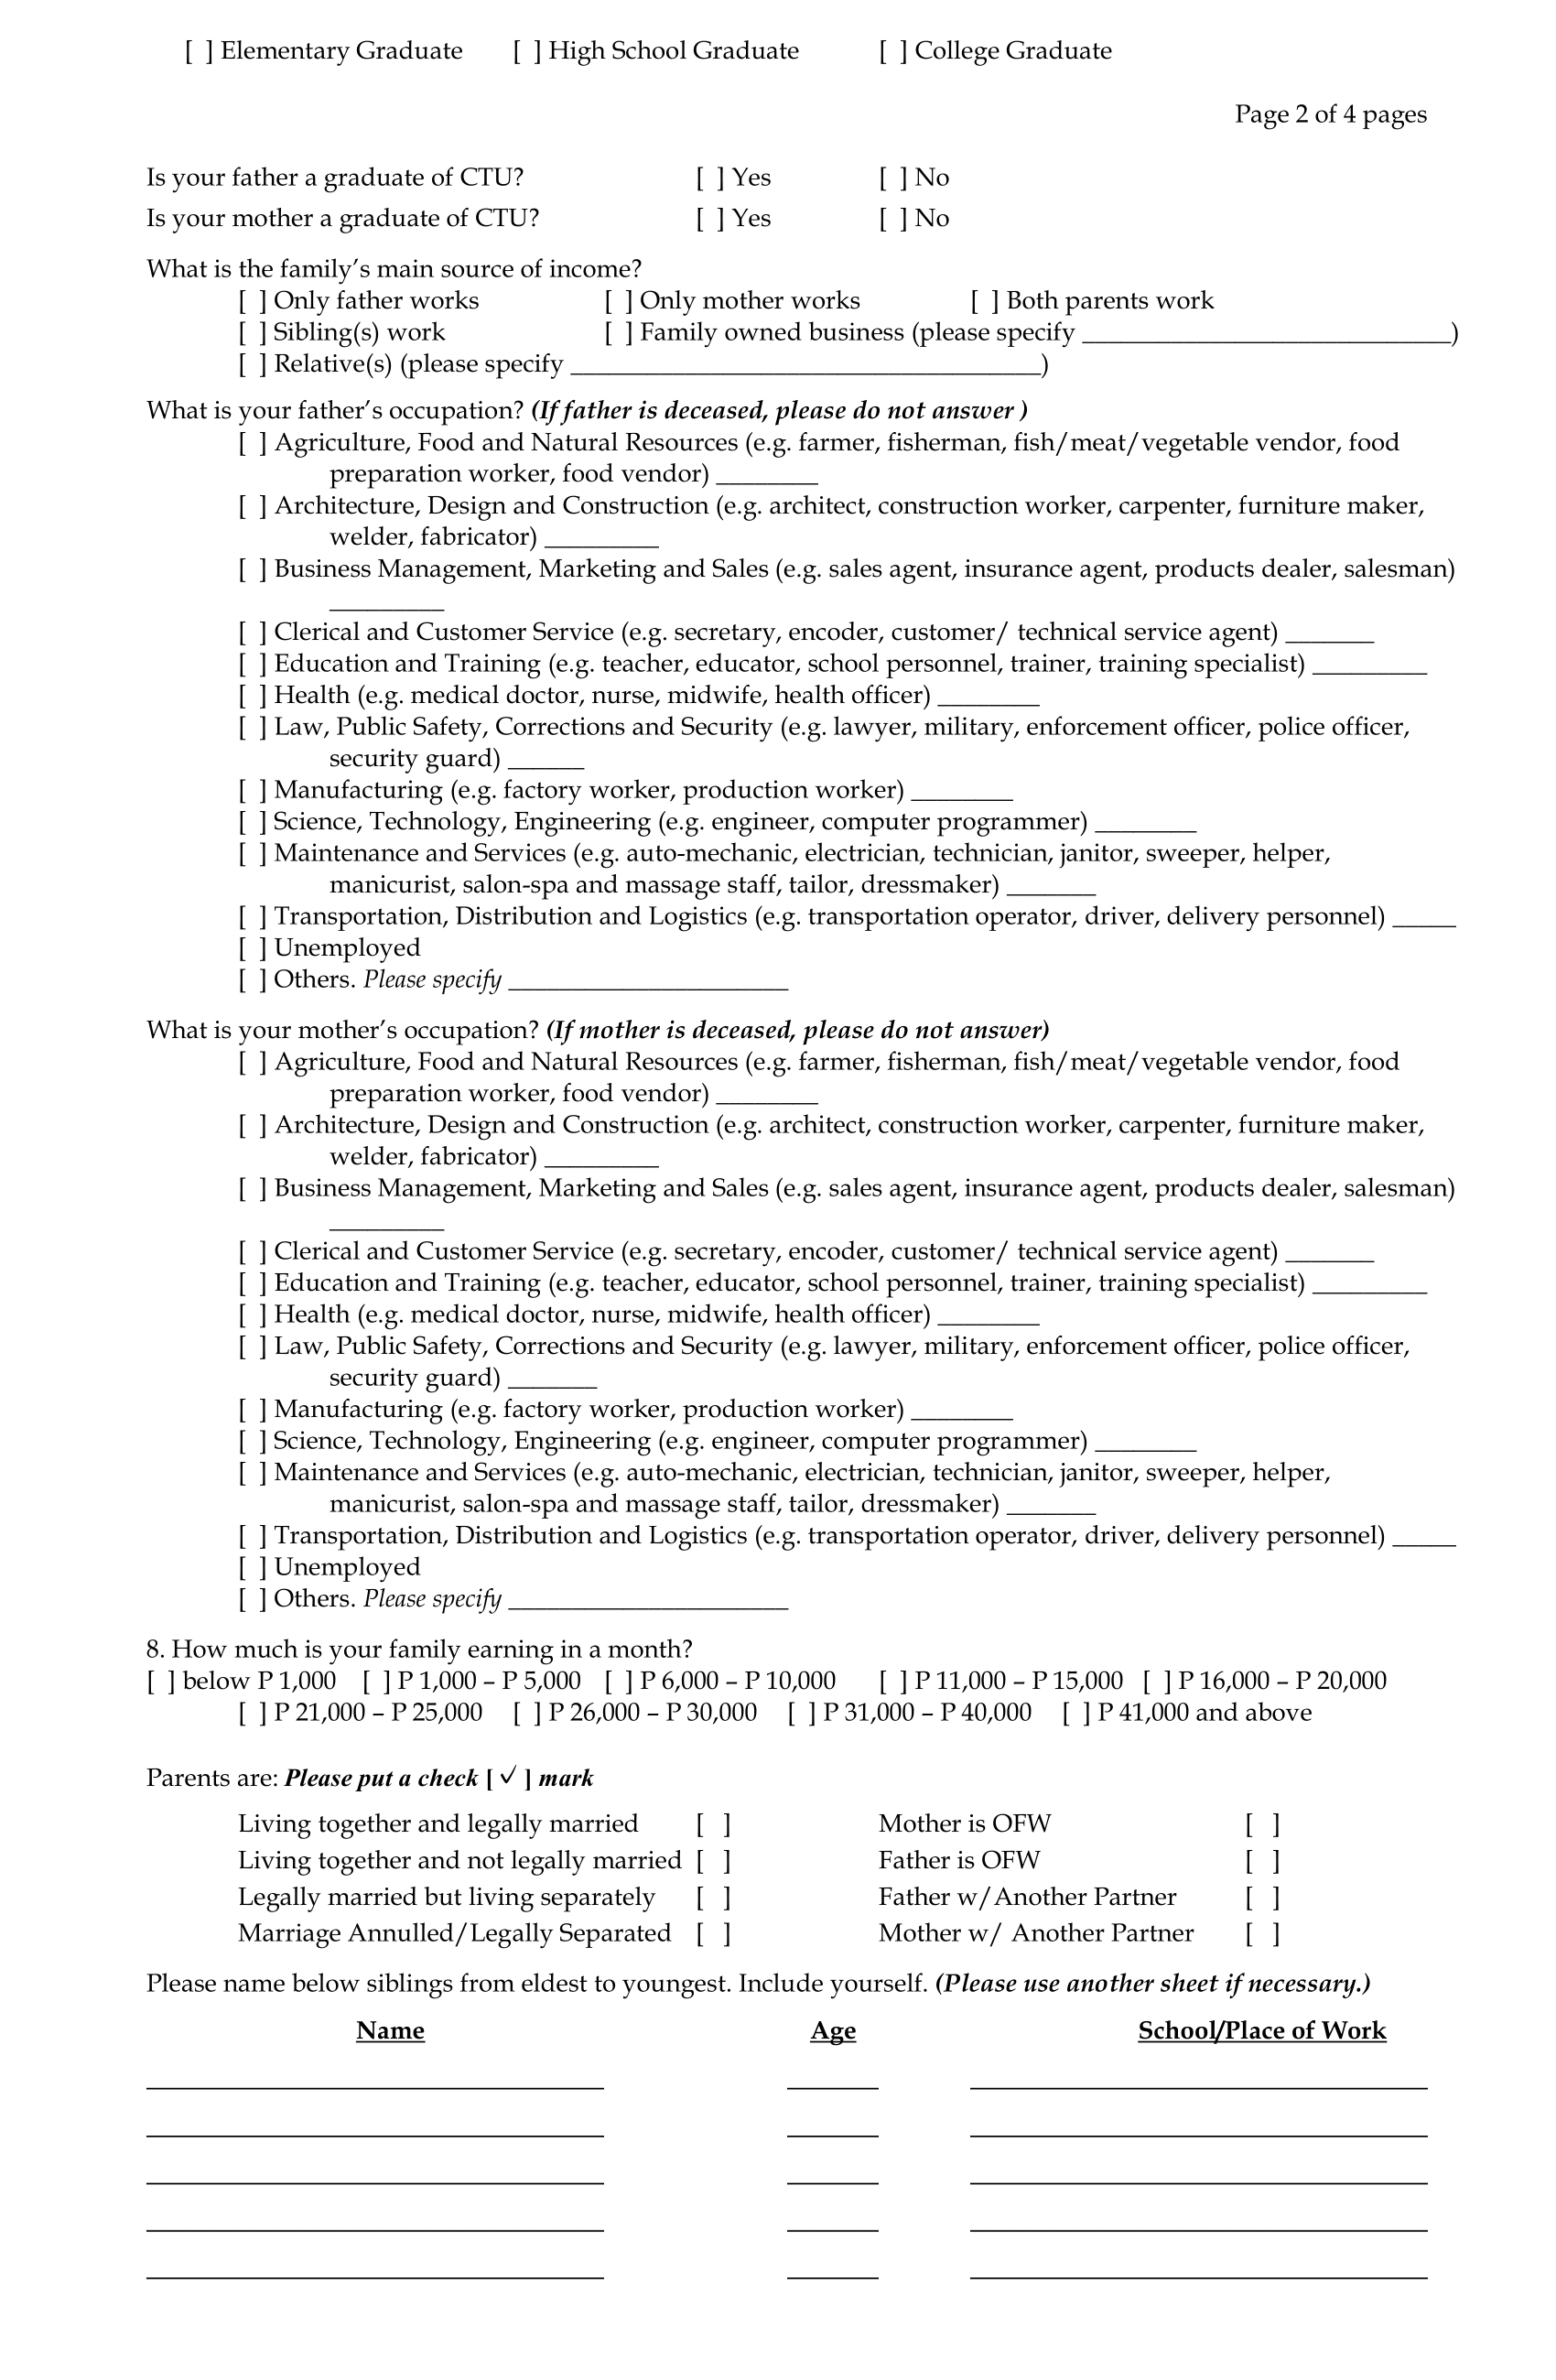 [ ] Elementary Graduate [ ] High School Graduate [ ] College Graduate
Page 2 of 4 pages
Is your father a graduate of CTU? [ ] Yes [ ] No
Is your mother a graduate of CTU? [ ] Yes [ ] No
What is the family's main source of income?
[ ] Only father works [ ] Only mother works [ ] Both parents work
[ ] Sibling(s) work [ ] Family owned business (please specify _____________________________)
[ ] Relative(s) (please specify _____________________________________)
What is your father's occupation? (If father is deceased, please do not answer )
[ ] Agriculture, Food and Natural Resources (e.g. farmer, fisherman, fish/meat/vegetable vendor, food
preparation worker, food vendor) ________
[ ] Architecture, Design and Construction (e.g. architect, construction worker, carpenter, furniture maker,
welder, fabricator) _________
[ ] Business Management, Marketing and Sales (e.g. sales agent, insurance agent, products dealer, salesman)
_________
[ ] Clerical and Customer Service (e.g. secretary, encoder, customer/ technical service agent) _______
[ ] Education and Training (e.g. teacher, educator, school personnel, trainer, training specialist) _________
[ ] Health (e.g. medical doctor, nurse, midwife, health officer) ________
[ ] Law, Public Safety, Corrections and Security (e.g. lawyer, military, enforcement officer, police officer,
security guard) ______
[ ] Manufacturing (e.g. factory worker, production worker) ________
[ ] Science, Technology, Engineering (e.g. engineer, computer programmer) ________
[ ] Maintenance and Services (e.g. auto-mechanic, electrician, technician, janitor, sweeper, helper,
manicurist, salon-spa and massage staff, tailor, dressmaker) _______
[ ] Transportation, Distribution and Logistics (e.g. transportation operator, driver, delivery personnel) _____
[ ] Unemployed
[ ] Others. Please specify ______________________
What is your mother's occupation? (If mother is deceased, please do not answer)
[ ] Agriculture, Food and Natural Resources (e.g. farmer, fisherman, fish/meat/vegetable vendor, food
preparation worker, food vendor) ________
[ ] Architecture, Design and Construction (e.g. architect, construction worker, carpenter, furniture maker,
welder, fabricator) _________
[ ] Business Management, Marketing and Sales (e.g. sales agent, insurance agent, products dealer, salesman)
_________
[ ] Clerical and Customer Service (e.g. secretary, encoder, customer/ technical service agent) _______
[ ] Education and Training (e.g. teacher, educator, school personnel, trainer, training specialist) _________
[ ] Health (e.g. medical doctor, nurse, midwife, health officer) ________
[ ] Law, Public Safety, Corrections and Security (e.g. lawyer, military, enforcement officer, police officer,
security guard) _______
[ ] Manufacturing (e.g. factory worker, production worker) ________
[ ] Science, Technology, Engineering (e.g. engineer, computer programmer) ________
[ ] Maintenance and Services (e.g. auto-mechanic, electrician, technician, janitor, sweeper, helper,
manicurist, salon-spa and massage staff, tailor, dressmaker) _______
[ ] Transportation, Distribution and Logistics (e.g. transportation operator, driver, delivery personnel) _____
[ ] Unemployed
[ ] Others. Please specify ______________________
8. How much is your family earning in a month?
[ ] below P 1,000 [ ] P 1,000 – P 5,000 [ ] P 6,000 – P 10,000 [ ] P 11,000 – P 15,000 [ ] P 16,000 – P 20,000
[ ] P 21,000 – P 25,000 [ ] P 26,000 – P 30,000 [ ] P 31,000 – P 40,000 [ ] P 41,000 and above
Parents are: Please put a check [ ✓ ] mark
Living together and legally married [ ] Mother is OFW [ ]
Living together and not legally married [ ] Father is OFW [ ]
Legally married but living separately [ ] Father w/Another Partner [ ]
Marriage Annulled/Legally Separated [ ] Mother w/ Another Partner [ ]
Please name below siblings from eldest to youngest. Include yourself. (Please use another sheet if necessary.)
Name Age School/Place of Work